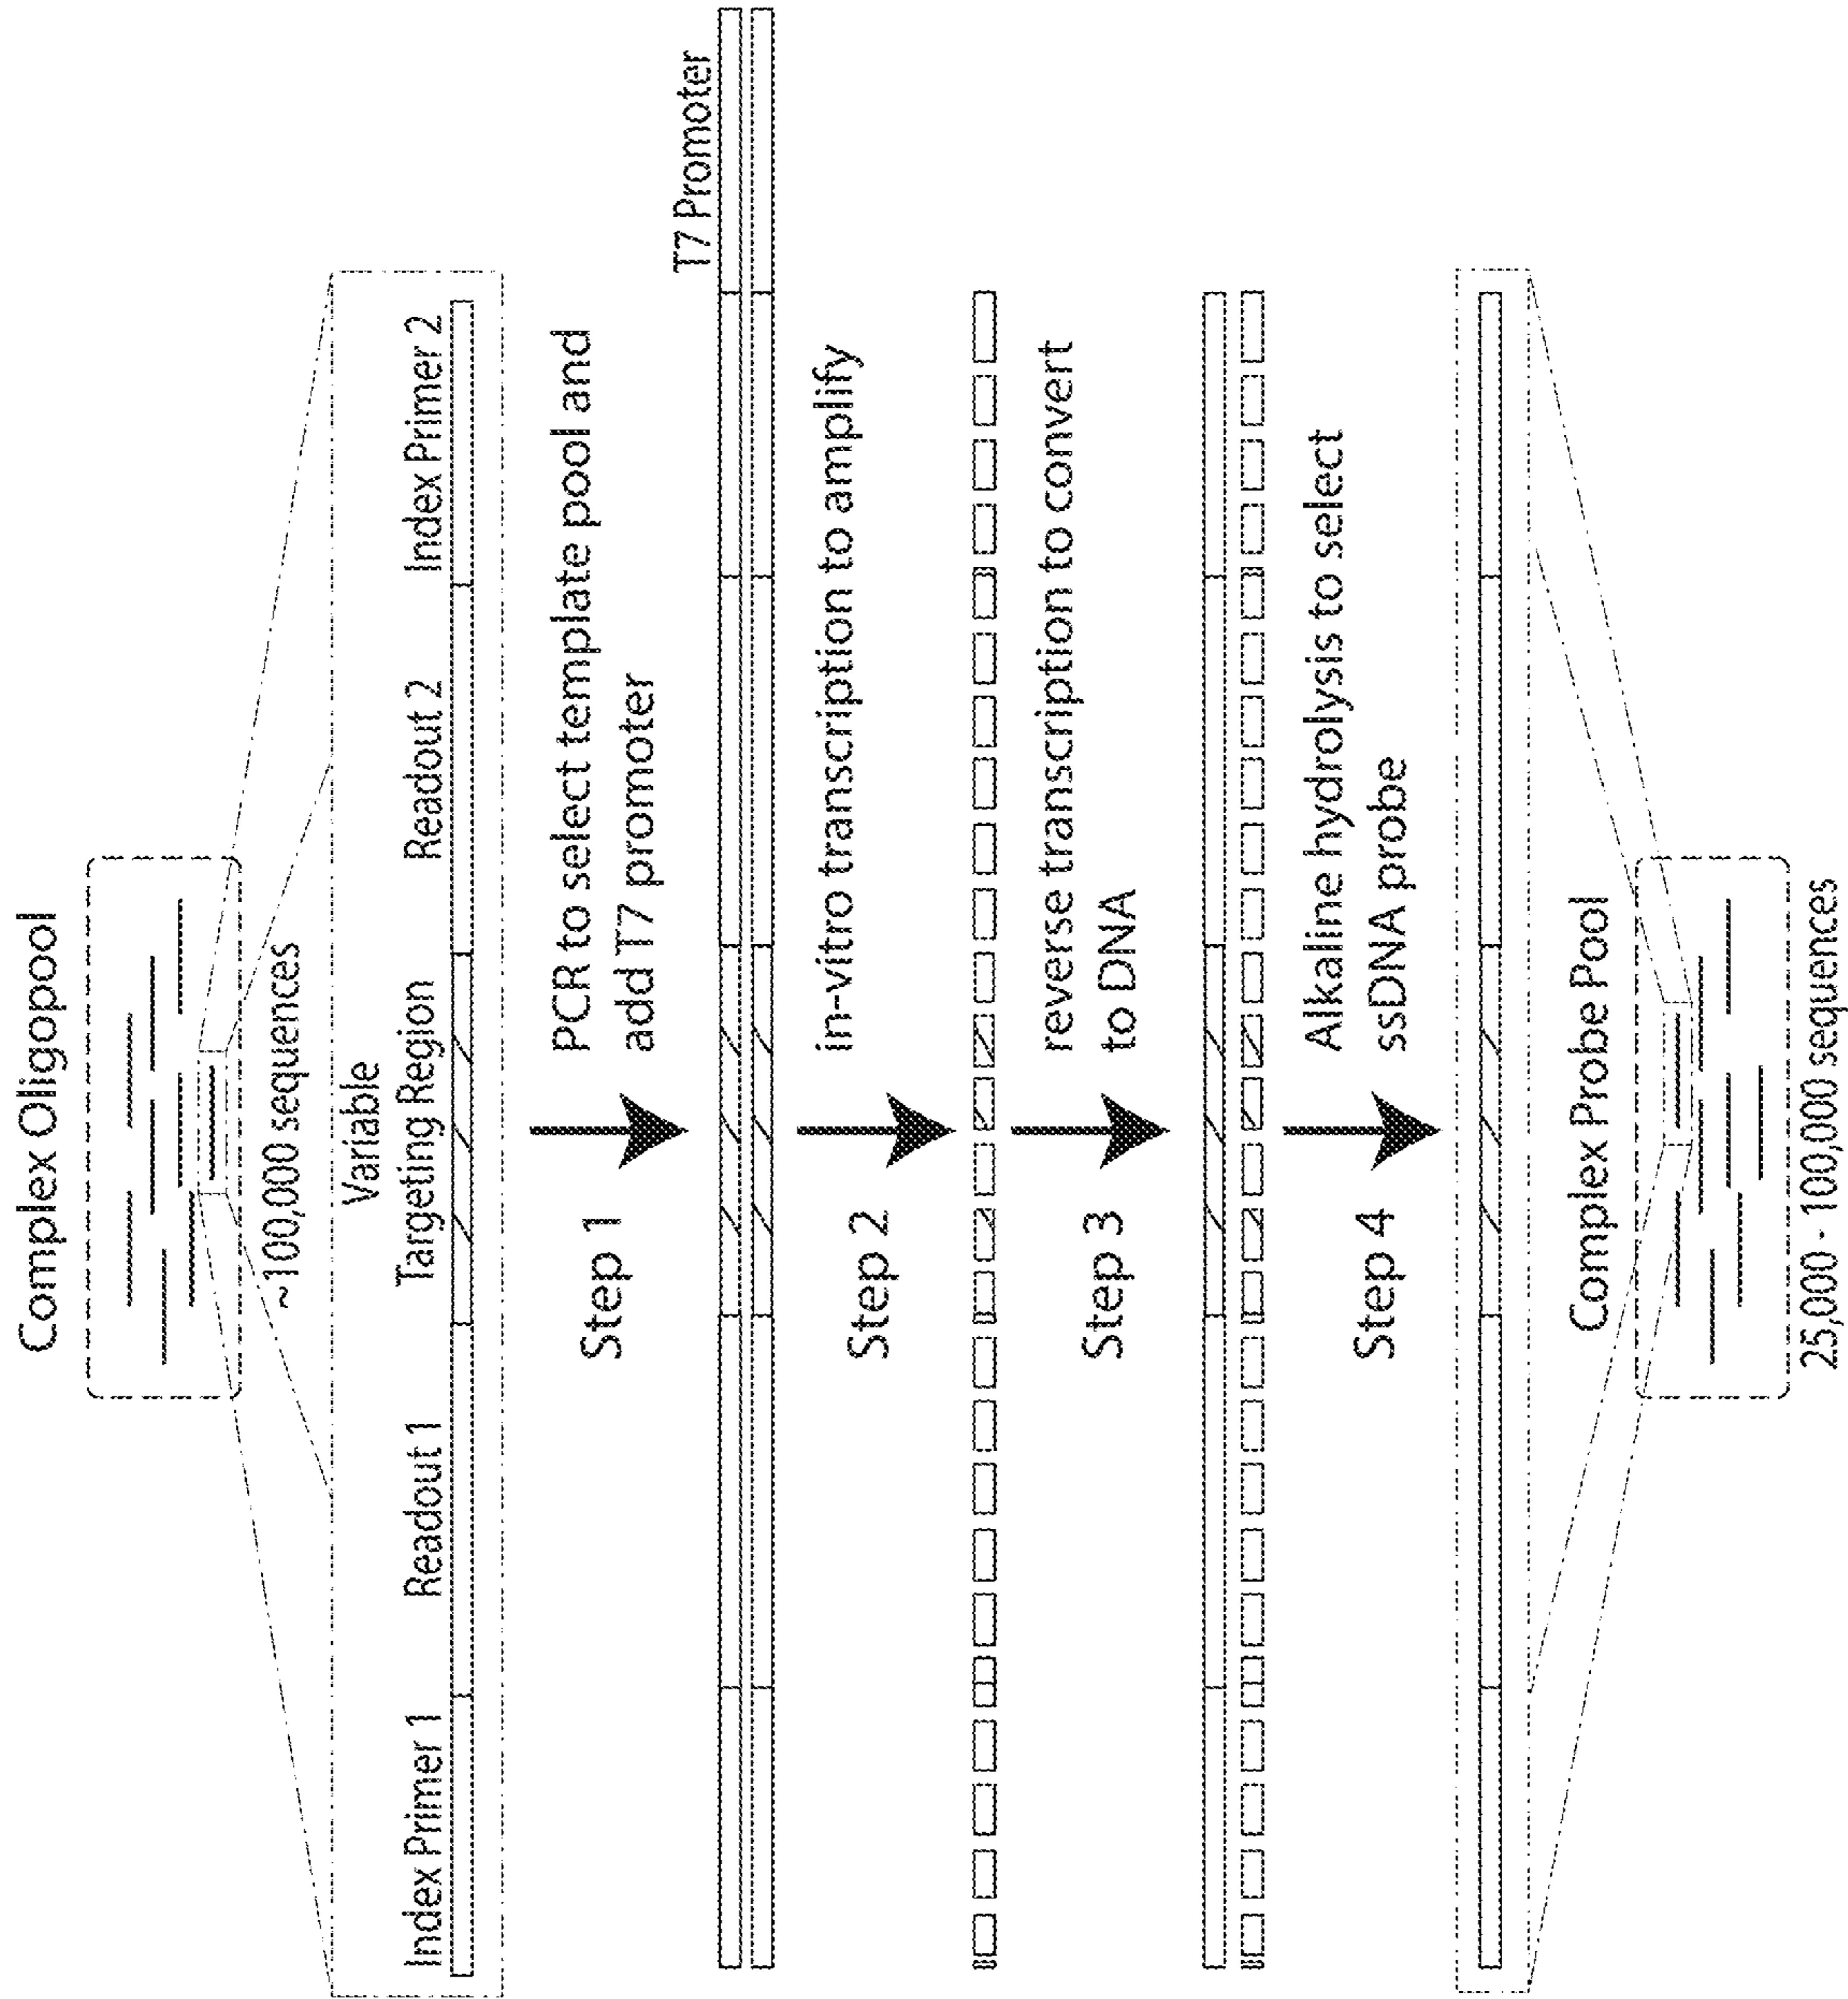 Complex Oligopool
~100,000 sequences
Variable
Targeting Region
Index Primer 1
Readout 1
Readout 2
Index Primer 2
Step 1
PCR to select template pool and
add T7 promoter
T7 Promoter
Step 2
in-vitro transcription to amplify
Step 3
reverse transcription to convert
to DNA
Step 4
Alkaline hydrolysis to select
ssDNA probe
Complex Probe Pool
25,000 - 100,000 sequences